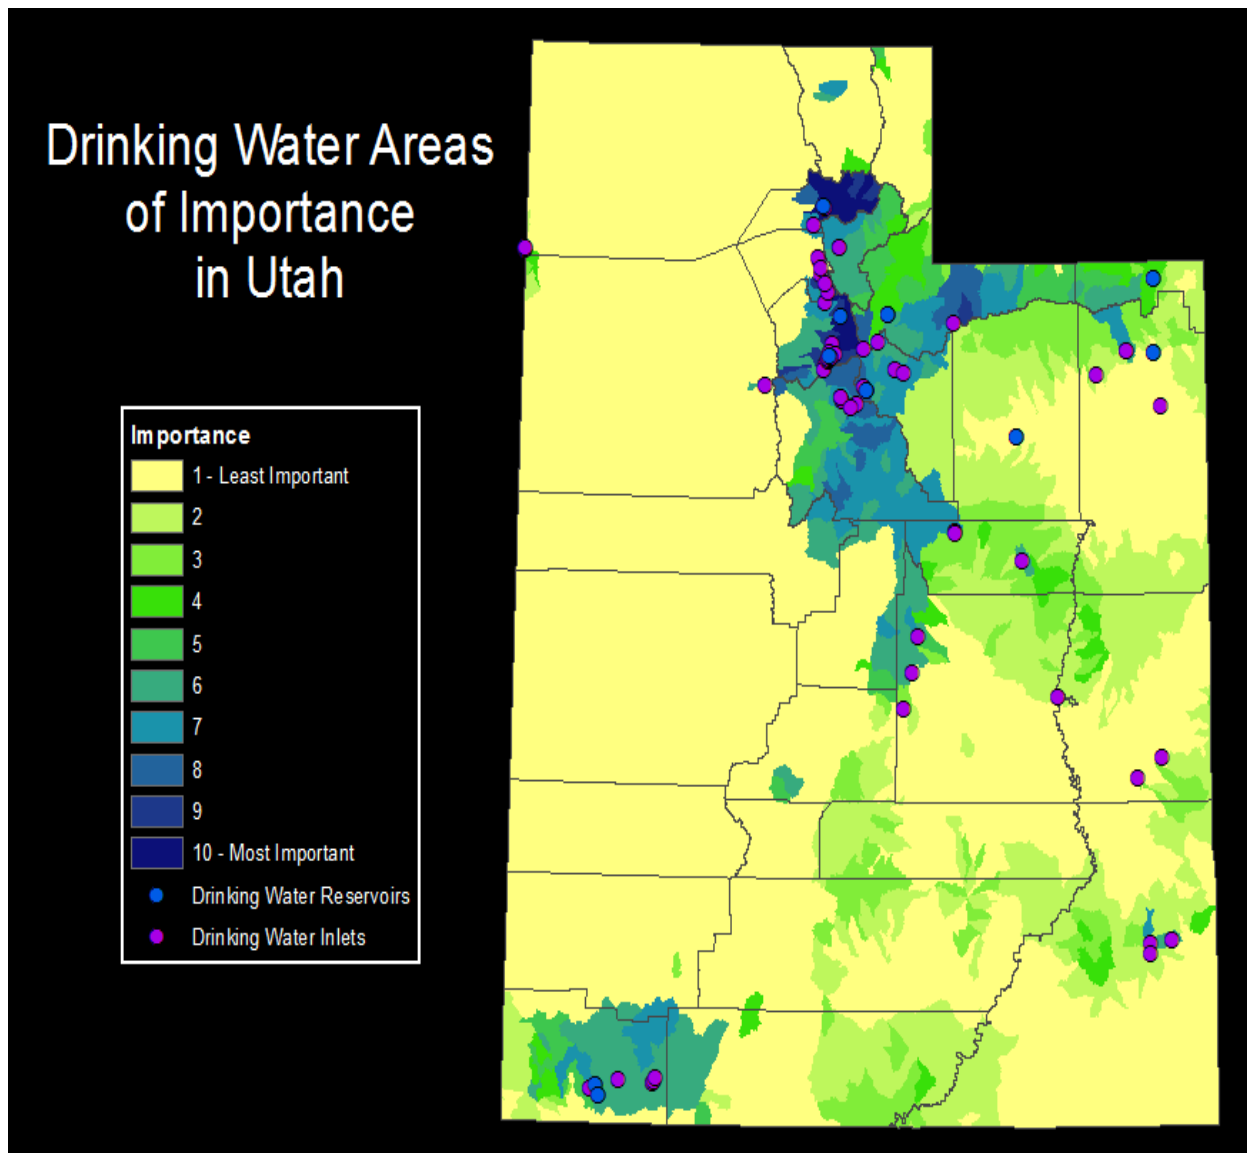 Drinking Water Areas
of Importance
in Utah
Importance
1 - Least Important
2
3
4
5
6
7
8
9
10 - Most Important
Drinking Water Reservoirs
Drinking Water Inlets